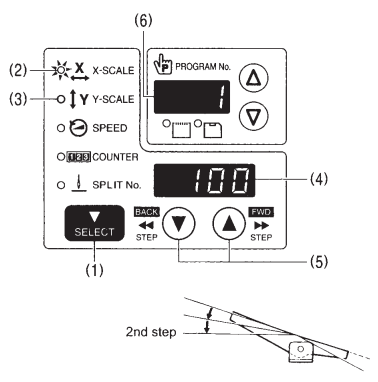 (6)
PROGRAM No.
P
(2) X X-SCALE
(3) Y Y-SCALE
1
SPEED
123 COUNTER
SPLIT No.
100 (4)
SELECT
BACK
STEP
FWD
STEP
(1)
(5)
2nd step